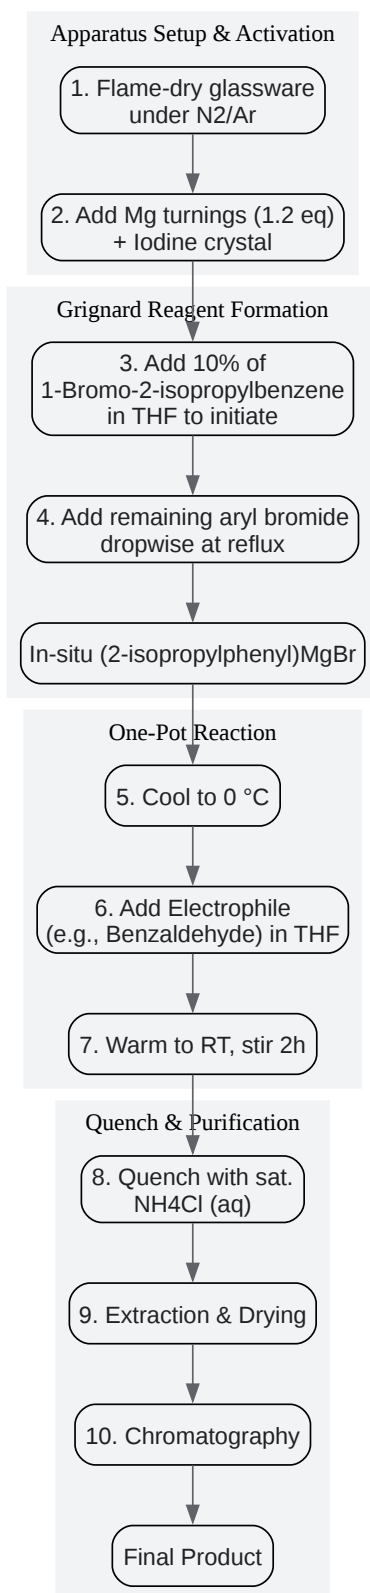 Apparatus Setup & Activation
1. Flame-dry glassware
under N2/Ar
2. Add Mg turnings (1.2 eq)
+ Iodine crystal
Grignard Reagent Formation
3. Add 10% of
1-Bromo-2-isopropylbenzene
in THF to initiate
4. Add remaining aryl bromide
dropwise at reflux
In-situ (2-isopropylphenyl)MgBr
One-Pot Reaction
5. Cool to 0 °C
6. Add Electrophile
(e.g., Benzaldehyde) in THF
7. Warm to RT, stir 2h
Quench & Purification
8. Quench with sat.
NH4Cl (aq)
9. Extraction & Drying
10. Chromatography
Final Product